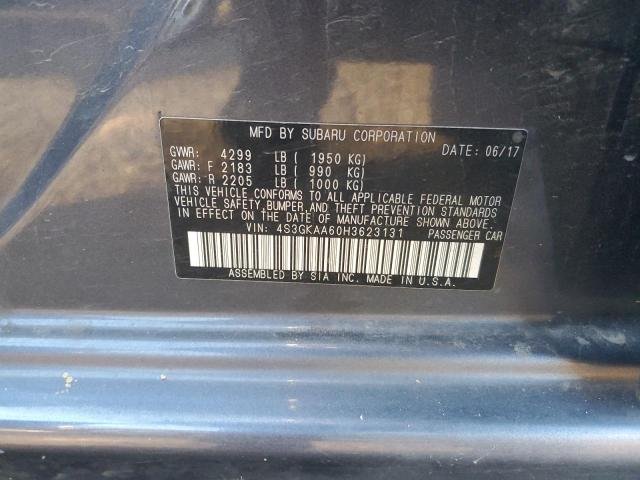 MFD BY SUBARU CORPORATION DATE: 06/17
GVWR: 4299 LB ( 1950 KG)
GAWR: F 2183 LB ( 990 KG)
GAWR: R 2205 LB ( 1000 KG)
THIS VEHICLE CONFORMS TO ALL APPLICABLE FEDERAL MOTOR
VEHICLE SAFETY, BUMPER, AND THEFT PREVENTION STANDARDS
IN EFFECT ON THE DATE OF MANUFACTURE SHOWN ABOVE.
VIN: 4S3GKAA60H3623131 PASSENGER CAR
ASSEMBLED BY SIA INC. MADE IN U.S.A.